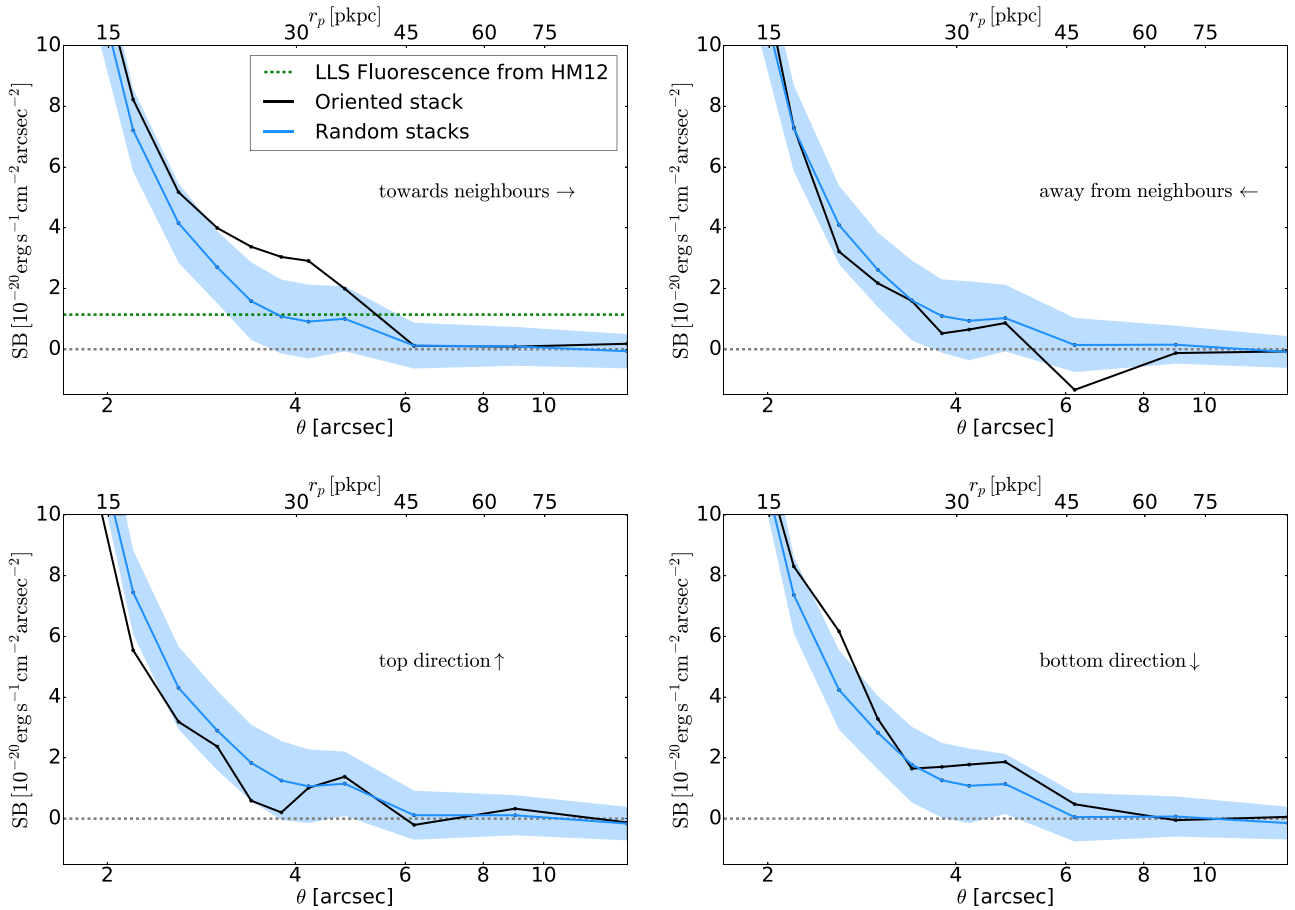 r_p [pkpc]
15 30 45 60 75
10
8
6
4
2
0
SB [10^−20 erg s^−1 cm^−2 arcsec^−2]
LLS Fluorescence from HM12
Oriented stack
Random stacks
towards neighbours →
2 4 6 8 10
θ [arcsec]
r_p [pkpc]
15 30 45 60 75
10
8
6
4
2
0
SB [10^−20 erg s^−1 cm^−2 arcsec^−2]
away from neighbours ←
2 4 6 8 10
θ [arcsec]
r_p [pkpc]
15 30 45 60 75
10
8
6
4
2
0
SB [10^−20 erg s^−1 cm^−2 arcsec^−2]
top direction ↑
2 4 6 8 10
θ [arcsec]
r_p [pkpc]
15 30 45 60 75
10
8
6
4
2
0
SB [10^−20 erg s^−1 cm^−2 arcsec^−2]
bottom direction ↓
2 4 6 8 10
θ [arcsec]